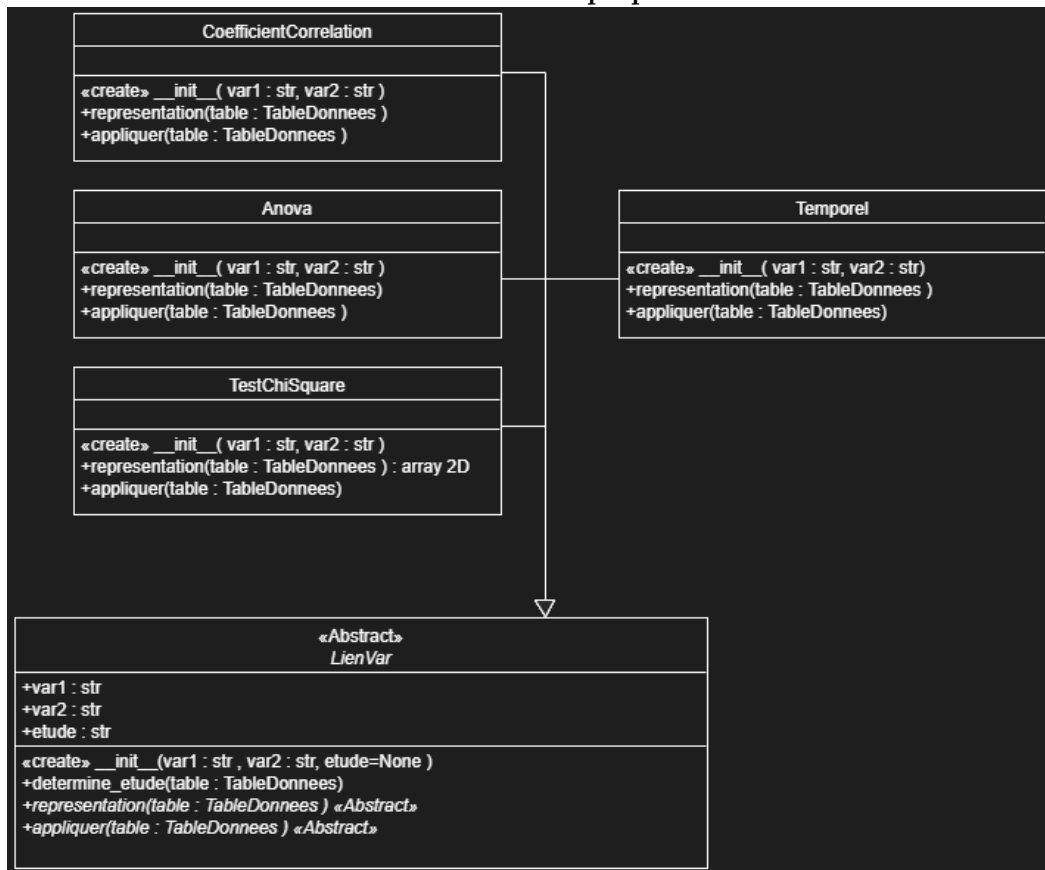 CoefficientCorrelation
«create» __init__( var1 : str, var2 : str )
+representation(table : TableDonnees )
+appliquer(table : TableDonnees )
Anova
«create» __init__( var1 : str, var2 : str )
+representation(table : TableDonnees)
+appliquer(table : TableDonnees )
Temporel
«create» __init__( var1 : str, var2 : str)
+representation(table : TableDonnees )
+appliquer(table : TableDonnees)
TestChiSquare
«create» __init__( var1 : str, var2 : str )
+representation(table : TableDonnees ) : array 2D
+appliquer(table : TableDonnees)
«Abstract»
LienVar
+var1 : str
+var2 : str
+etude : str
«create» __init__(var1 : str , var2 : str, etude=None )
+determine_etude(table : TableDonnees)
+representation(table : TableDonnees ) «Abstract»
+appliquer(table : TableDonnees ) «Abstract»